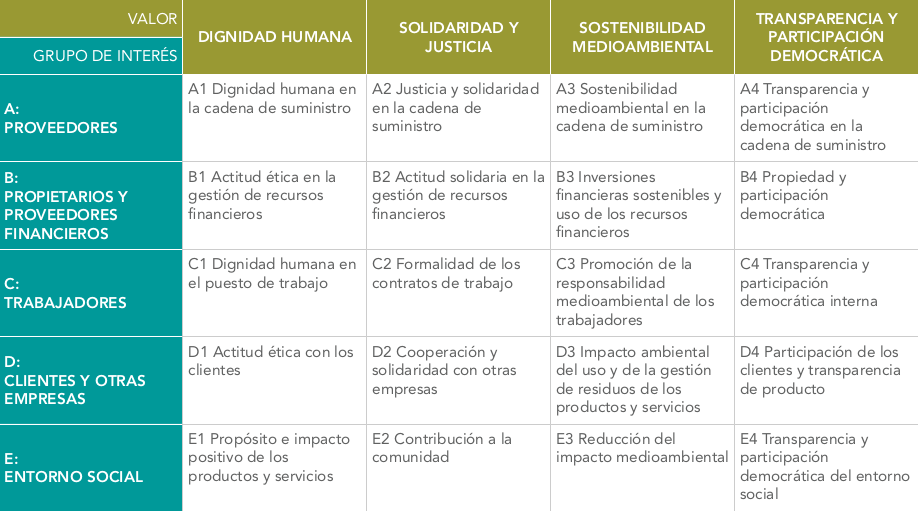 VALOR
GRUPO DE INTERÉS
DIGNIDAD HUMANA
SOLIDARIDAD Y
JUSTICIA
SOSTENIBILIDAD
MEDIOAMBIENTAL
TRANSPARENCIA Y
PARTICIPACIÓN
DEMOCRÁTICA
A:
PROVEEDORES
A1 Dignidad humana en
la cadena de suministro
A2 Justicia y solidaridad
en la cadena de
suministro
A3 Sostenibilidad
medioambiental en la
cadena de suministro
A4 Transparencia y
participación
democrática en la
cadena de suministro
B:
PROPIETARIOS Y
PROVEEDORES
FINANCIEROS
B1 Actitud ética en la
gestión de recursos
financieros
B2 Actitud solidaria en la
gestión de recursos
financieros
B3 Inversiones
financieras sostenibles y
uso de los recursos
financieros
B4 Propiedad y
participación
democrática
C:
TRABAJADORES
C1 Dignidad humana en
el puesto de trabajo
C2 Formalidad de los
contratos de trabajo
C3 Promoción de la
responsabilidad
medioambiental de los
trabajadores
C4 Transparencia y
participación
democrática interna
D:
CLIENTES Y OTRAS
EMPRESAS
D1 Actitud ética con los
clientes
D2 Cooperación y
solidaridad con otras
empresas
D3 Impacto ambiental
del uso y de la gestión
de residuos de los
productos y servicios
D4 Participación de los
clientes y transparencia
de producto
E:
ENTORNO SOCIAL
E1 Propósito e impacto
positivo de los
productos y servicios
E2 Contribución a la
comunidad
E3 Reducción del
impacto medioambiental
E4 Transparencia y
participación
democrática del entorno
social